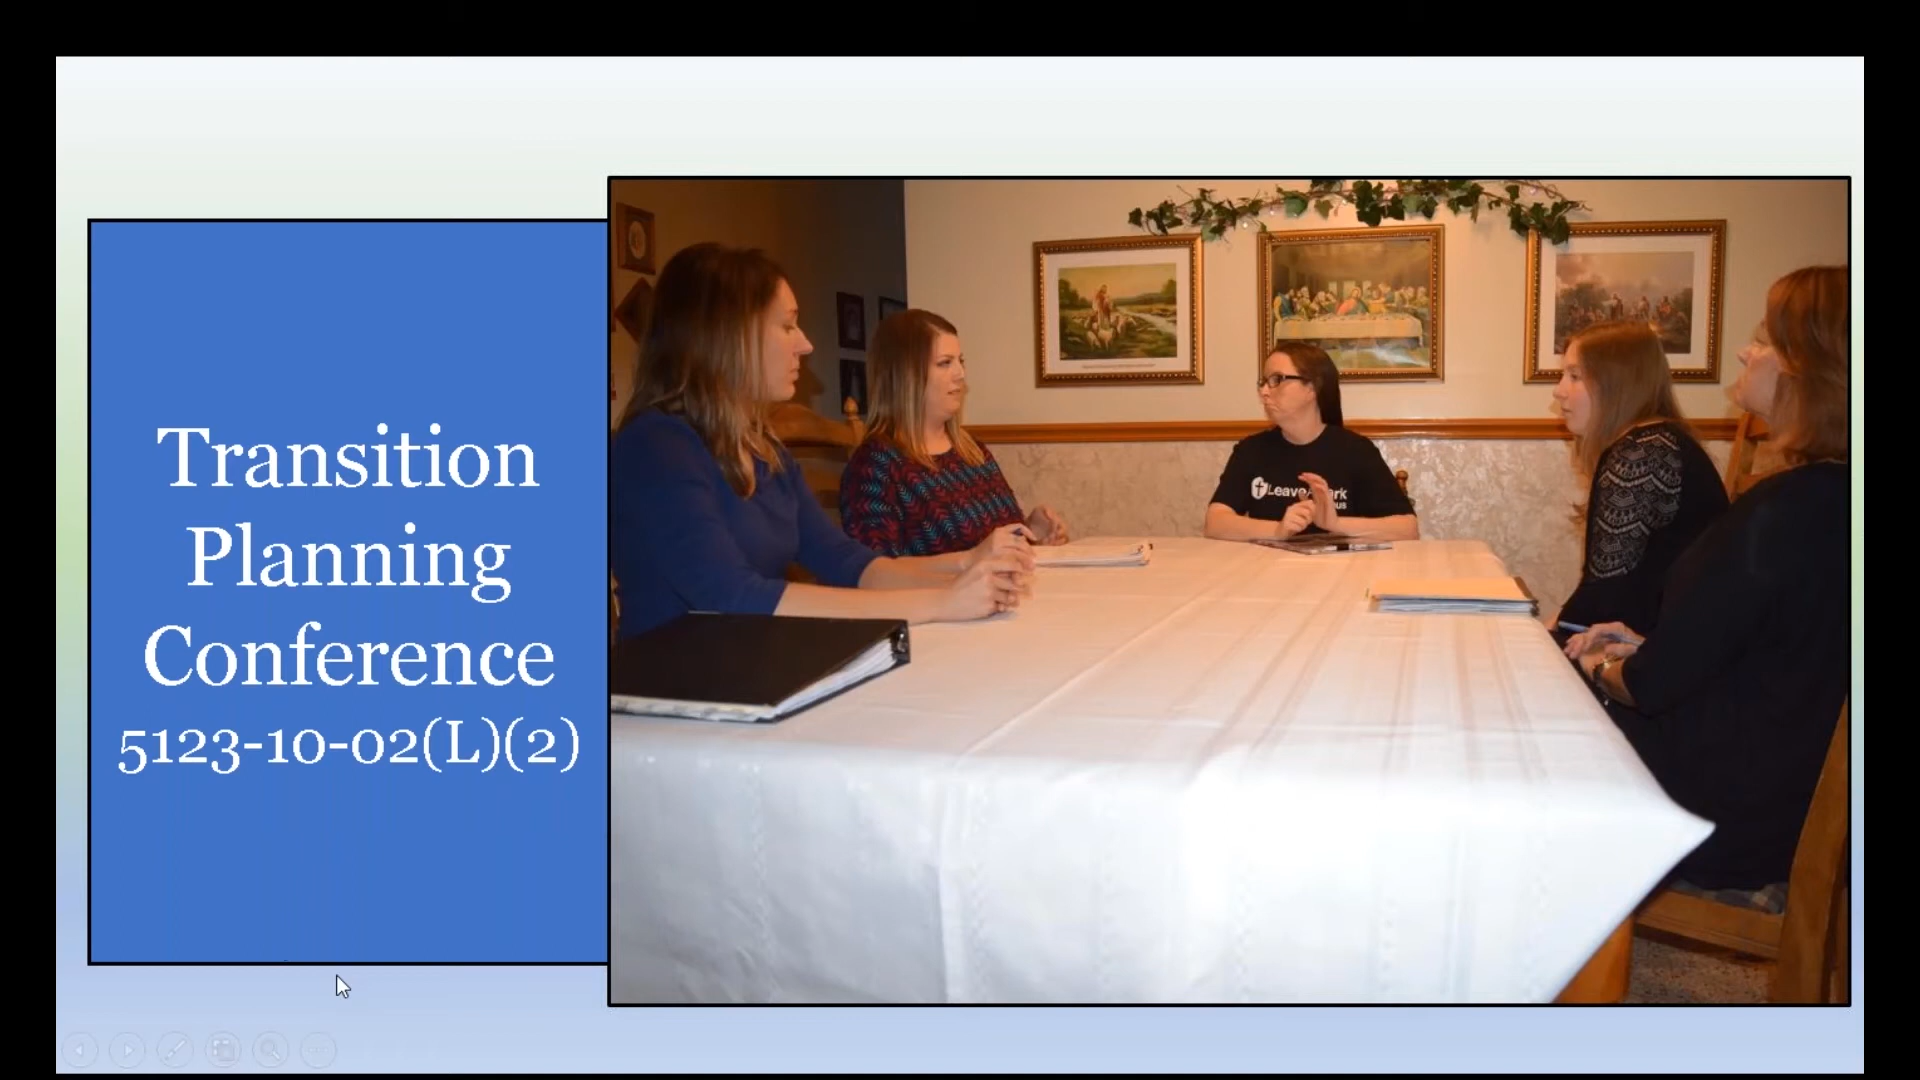 Transition
Planning
Conference
5123-10-02(L)(2)